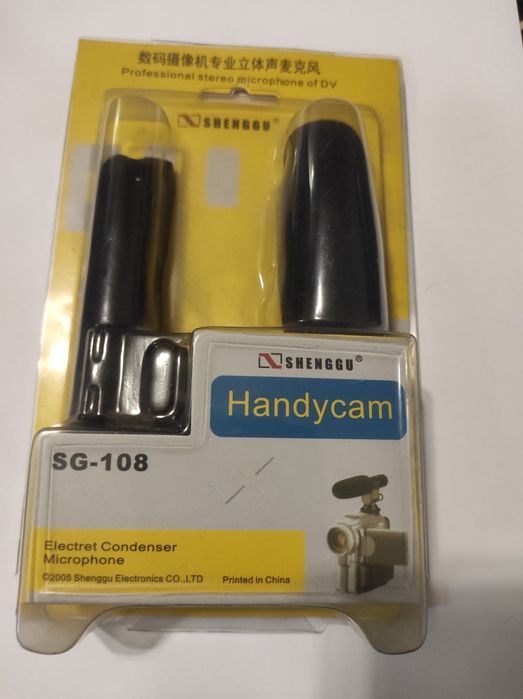 数码摄像机专业立体声麦克风
Professional stereo microphone of DV
SHENGGU®
SHENGGU®
Handycam
SG-108
Electret Condenser
Microphone
©2005 Shenggu Electronics CO.,LTD Printed in China